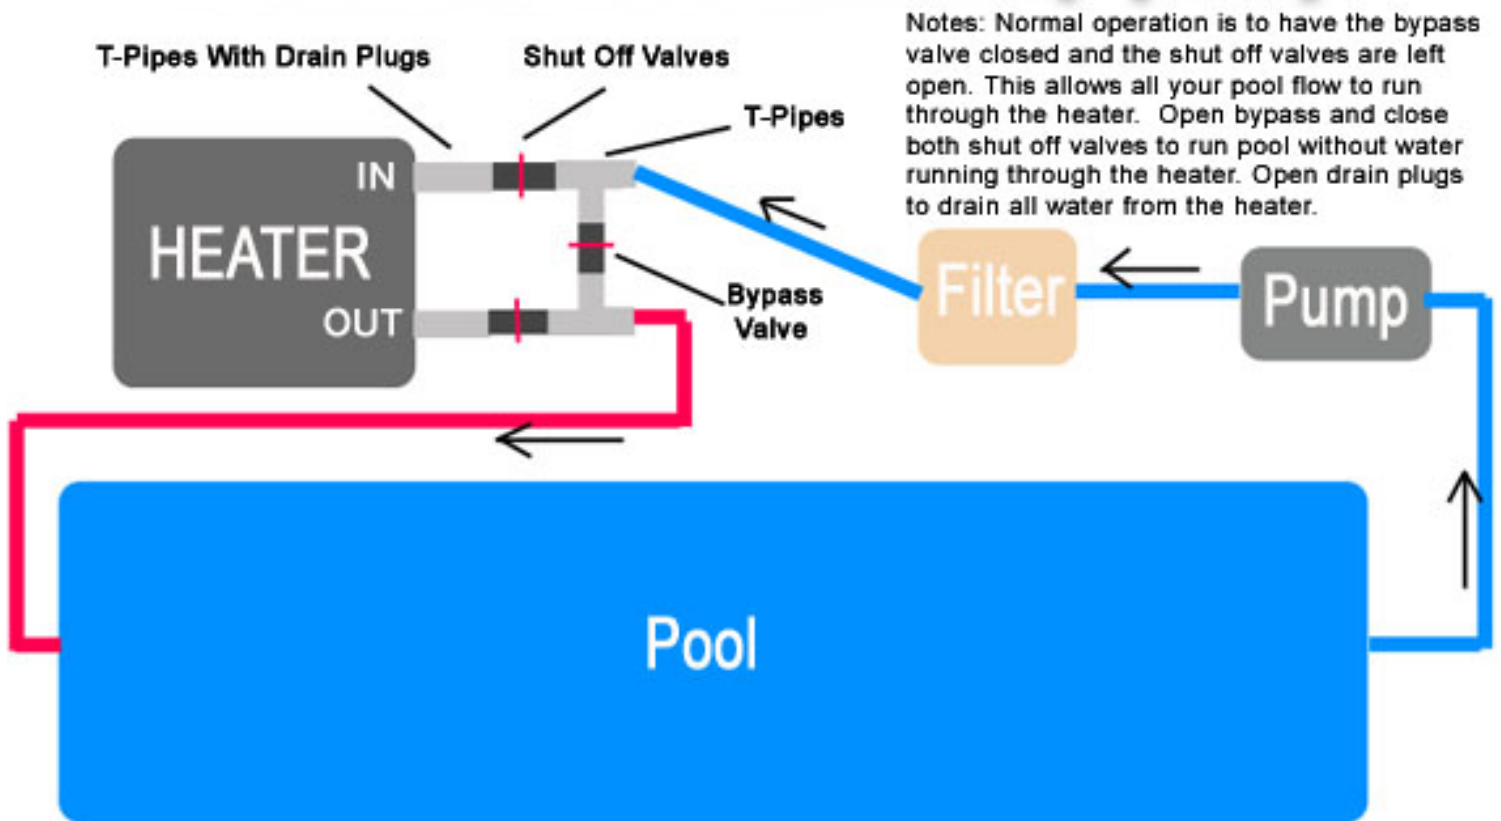 Notes: Normal operation is to have the bypass
valve closed and the shut off valves are left
open. This allows all your pool flow to run
through the heater.  Open bypass and close
both shut off valves to run pool without water
running through the heater. Open drain plugs
to drain all water from the heater.
T-Pipes With Drain Plugs
Shut Off Valves
T-Pipes
IN
HEATER
OUT
Bypass
Valve
Filter
Pump
Pool